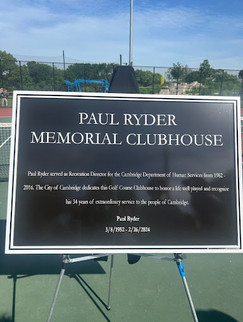 PAUL RYDER
MEMORIAL CLUBHOUSE
Paul Ryder served as Recreation Director for the Cambridge Department of Human Services from 1982 -
2016. The City of Cambridge dedicates this Golf Course Clubhouse to honor a life well played and recognize
his 34 years of extraordinary service to the people of Cambridge.
Paul Ryder
3/8/1952 - 2/26/2024